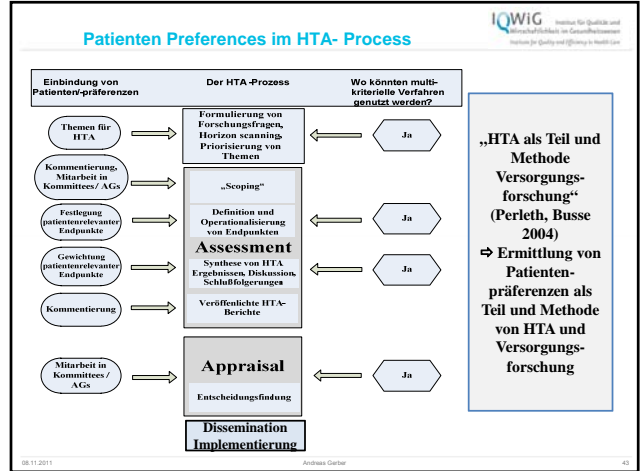 IQWiG
Institut für Qualität und
Wirtschaftlichkeit im Gesundheitswesen
Institute for Quality and Efficiency in Health Care
Patienten Preferences im HTA- Process
Einbindung von
Patienten/-präferenzen
Der HTA-Prozess
Wo könnten multi-
kriterielle Verfahren
genutzt werden?
Themen für
HTA
Formulierung von
Forschungsfragen,
Horizon scanning,
Priorisierung von
Themen
Ja
Kommentierung,
Mitarbeit in
Kommittees/ AGs
„Scoping“
Festlegung
patientenrelevanter
Endpunkte
Definition und
Operationalisierung
von Endpunkten
Ja
Assessment
Gewichtung
patientenrelevanter
Endpunkte
Synthese von HTA
Ergebnissen, Diskussion,
Schlußfolgerungen
Ja
Kommentierung
Veröffentlichte HTA-
Berichte
Mitarbeit in
Kommittees /
AGs
Appraisal
Entscheidungsfindung
Ja
Dissemination
Implementierung
„HTA als Teil und
Methode
Versorgungs-
forschung“
(Perleth, Busse
2004)
⇨ Ermittlung von
Patienten-
präferenzen als
Teil und Methode
von HTA und
Versorgungs-
forschung
08.11.2011
Andreas Gerber
43